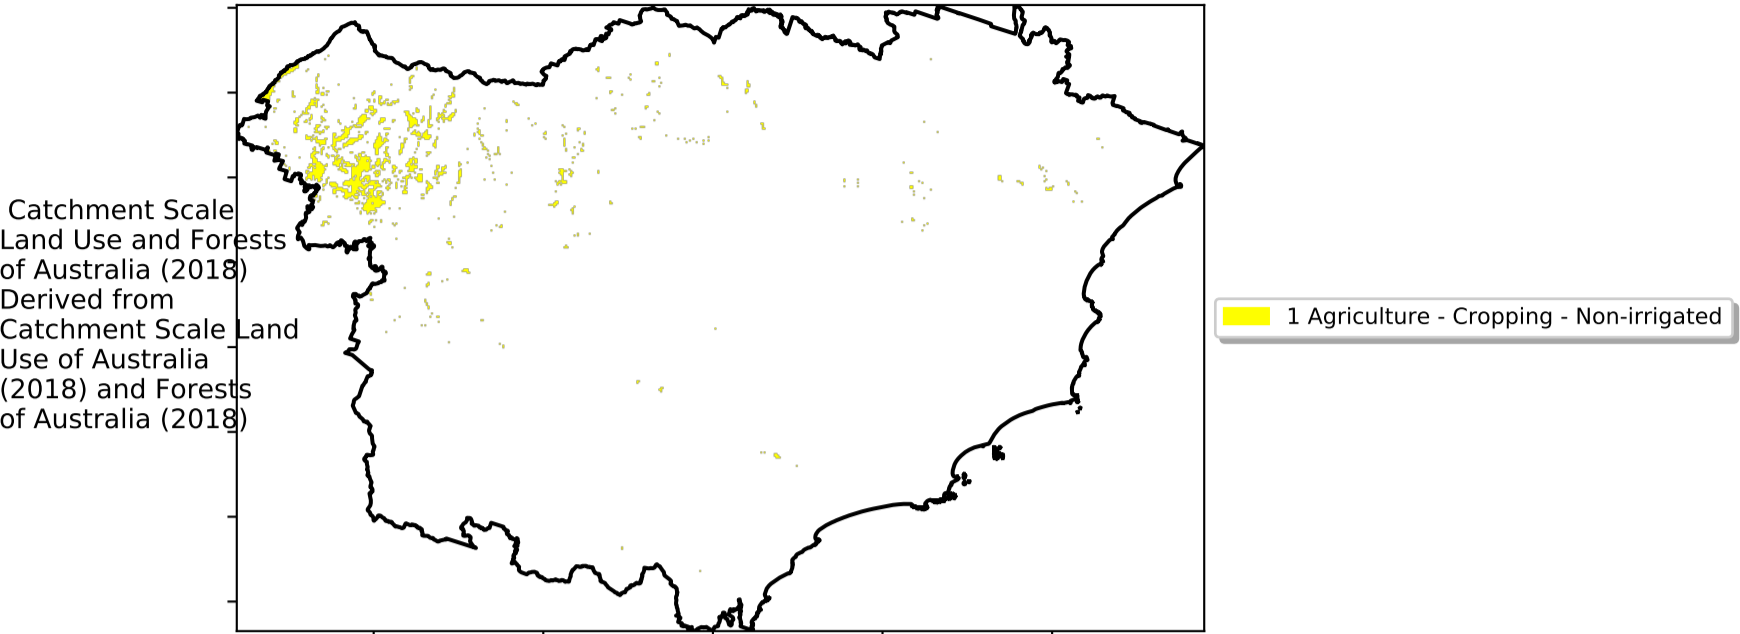 Catchment Scale
Land Use and Forests
of Australia (2018)
Derived from
Catchment Scale Land
Use of Australia
(2018) and Forests
of Australia (2018)
1 Agriculture - Cropping - Non-irrigated